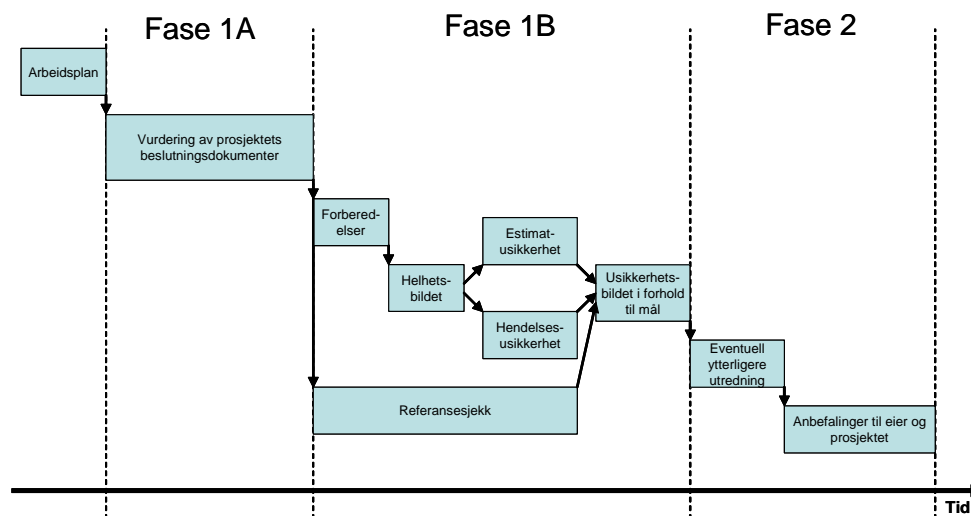 Fase 1A
Fase 1B
Fase 2
Arbeidsplan
Vurdering av prosjektets
beslutningsdokumenter
Forbered-
elser
Helhets-
bildet
Estimat-
usikkerhet
Hendelses-
usikkerhet
Usikkerhets-
bildet i forhold
til mål
Referansesjekk
Eventuell
ytterligere
utredning
Anbefalinger til eier og
prosjektet
Tid